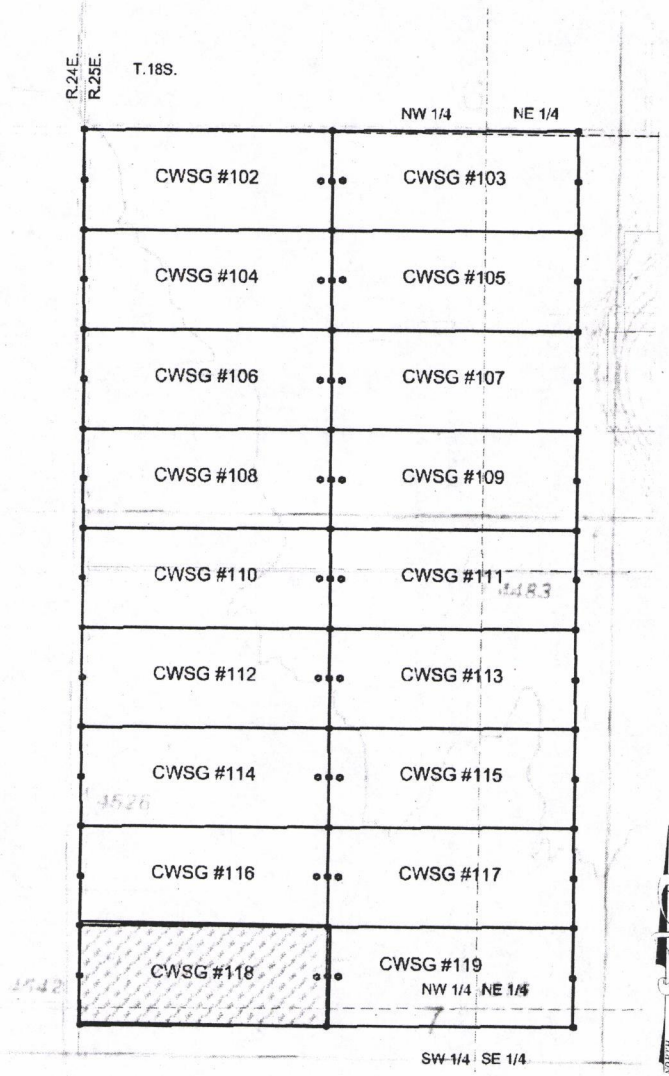 R.24E.
R.25E.
T.18S.
NW 1/4 NE 1/4
CWSG #102 CWSG #103
CWSG #104 CWSG #105
CWSG #106 CWSG #107
CWSG #108 CWSG #109
CWSG #110 CWSG #111
4483
CWSG #112 CWSG #113
CWSG #114 CWSG #115
4526
CWSG #116 CWSG #117
CWSG #118 CWSG #119
NW 1/4 NE 1/4
4542
7
SW 1/4 SE 1/4